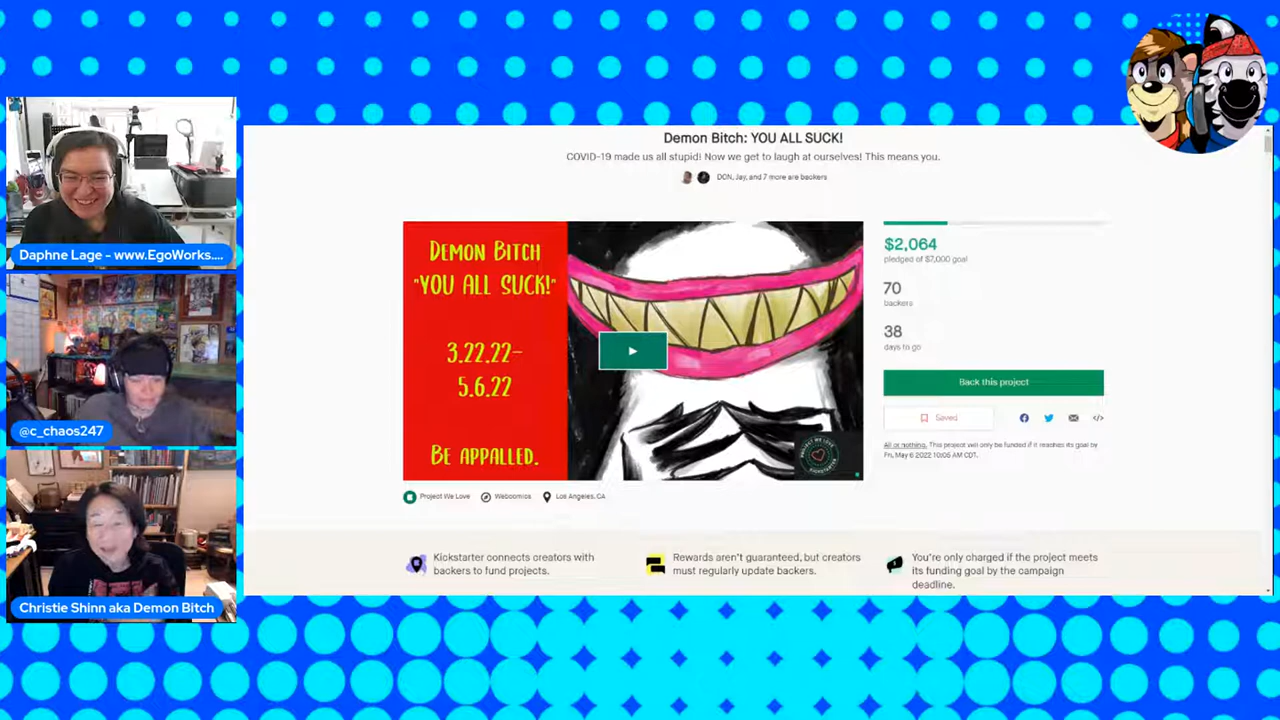 Demon Bitch: YOU ALL SUCK!
COVID-19 made us all stupid! Now we get to laugh at ourselves! This means you.
DON, Jay, and 7 more are backers
DEMON BITCH
"YOU ALL SUCK!"
3.22.22-
5.6.22
BE APPALLED.
PROJECT WE LOVE
KICKSTARTER
$2,064
pledged of $7,000 goal
70
backers
38
days to go
Back this project
Saved
All or nothing. This project will only be funded if it reaches its goal by
Fri, May 6 2022 10:06 AM CDT.
Project We Love
Webcomics
Los Angeles, CA
Kickstarter connects creators with
backers to fund projects.
Rewards aren't guaranteed, but creators
must regularly update backers.
You're only charged if the project meets
its funding goal by the campaign
deadline.
Daphne Lage - www.EgoWorks....
@c_chaos247
Christie Shinn aka Demon Bitch